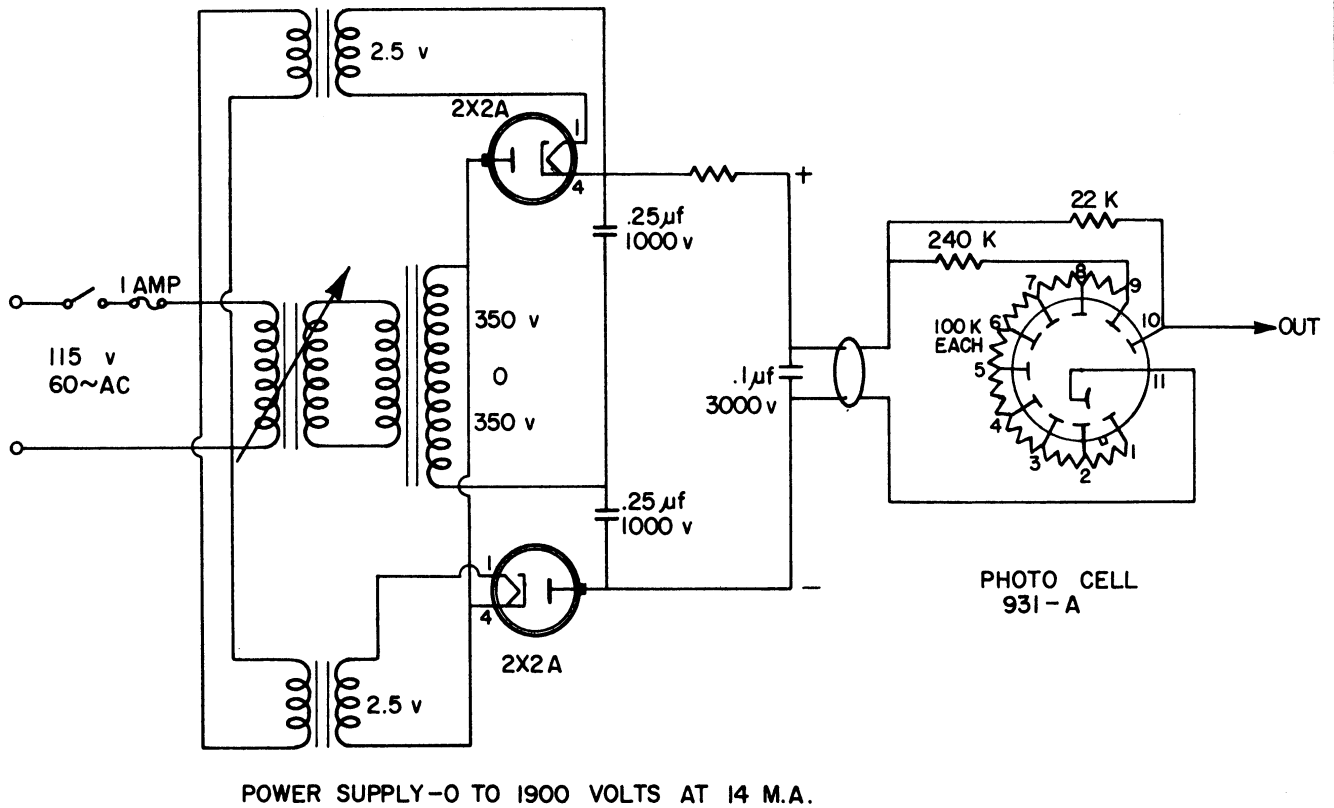 2.5 v
2X2A
1
4
+
.25µf
1000 v
22 K
240 K
1 AMP
115 v
60~AC
350 v
0
350 v
.1µf
3000 v
100 K
EACH
1
2
3
4
5
6
7
8
9
10
11
OUT
.25µf
1000 v
1
4
–
2X2A
2.5 v
PHOTO CELL
931-A
POWER SUPPLY-0 TO 1900 VOLTS AT 14 M.A.